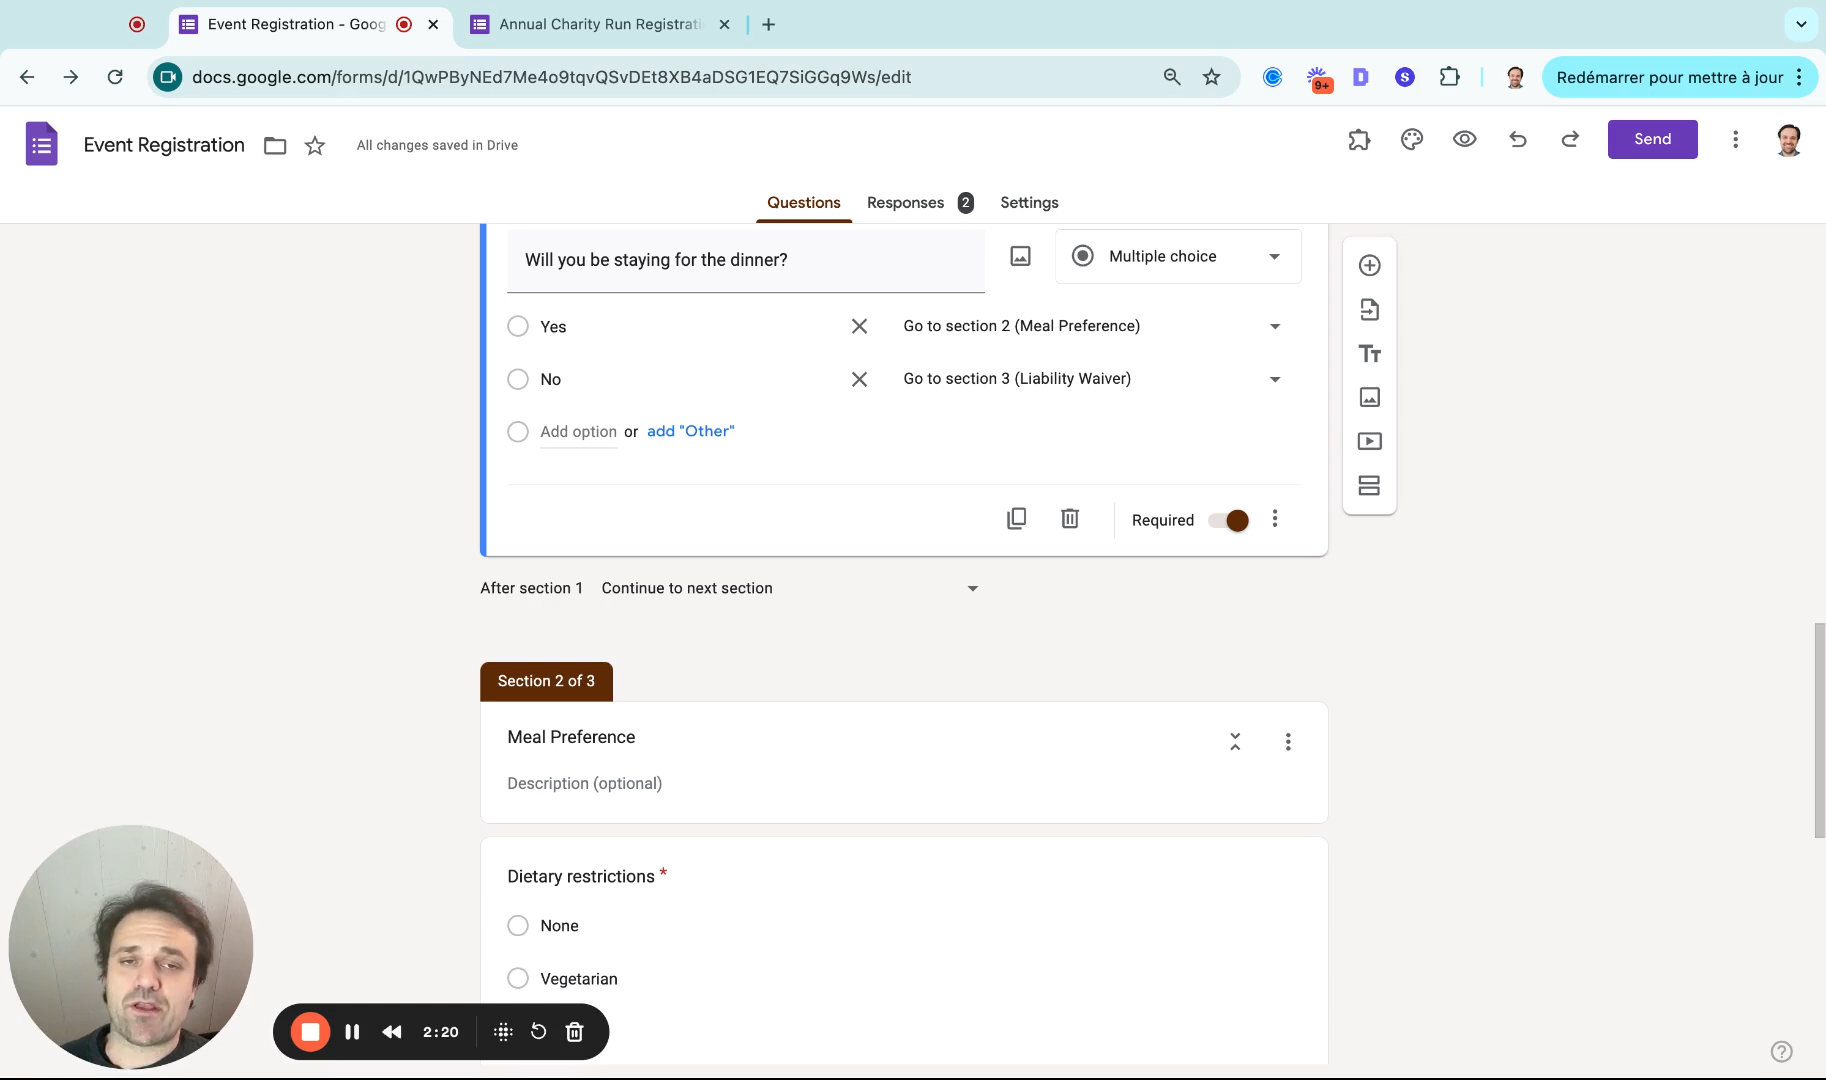 Event Registration - Goog
Annual Charity Run Registrati
docs.google.com/forms/d/1QwPByNEd7Me4o9tqvQSvDEt8XB4aDSG1EQ7SiGGq9Ws/edit
9+
D
S
Redémarrer pour mettre à jour
Event Registration
All changes saved in Drive
Send
Questions
Responses
2
Settings
Will you be staying for the dinner?
Multiple choice
Yes
Go to section 2 (Meal Preference)
No
Go to section 3 (Liability Waiver)
Add option or add "Other"
Required
After section 1 Continue to next section
Section 2 of 3
Meal Preference
Description (optional)
Dietary restrictions *
None
Vegetarian
2:20